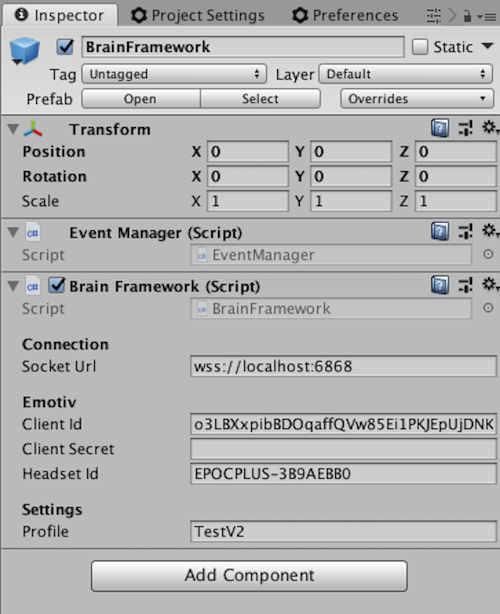 Inspector Project Settings Preferences
BrainFramework Static
Tag Untagged Layer Default
Prefab Open Select Overrides
Transform
Position X 0 Y 0 Z 0
Rotation X 0 Y 0 Z 0
Scale X 1 Y 1 Z 1
c# Event Manager (Script)
Script EventManager
c# Brain Framework (Script)
Script BrainFramework
Connection
Socket Url wss://localhost:6868
Emotiv
Client Id o3LBXxpibBDOqaffQVw85Ei1PKJEpUjDNK
Client Secret
Headset Id EPOCPLUS-3B9AEBB0
Settings
Profile TestV2
Add Component